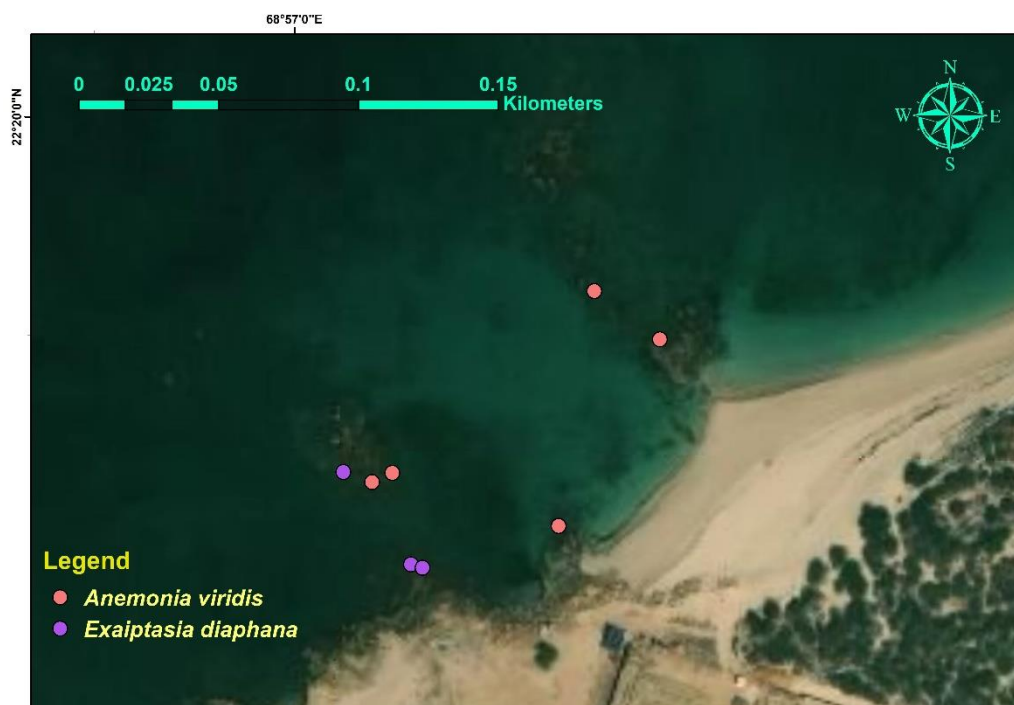 68°57'0"E
22°20'0"N
0 0.025 0.05 0.1 0.15
Kilometers
N
W E
S
Legend
Anemonia viridis
Exaiptasia diaphana